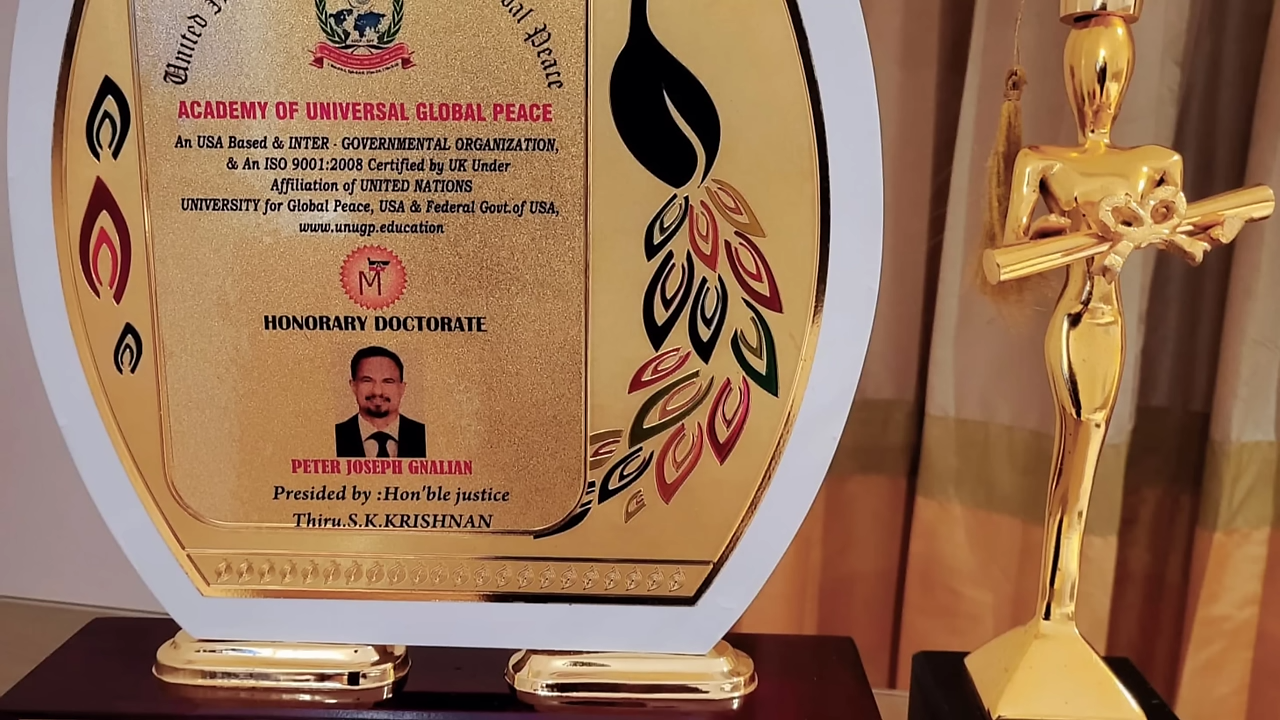 United
Peace
ACADEMY OF UNIVERSAL GLOBAL PEACE
An USA Based & INTER - GOVERNMENTAL ORGANIZATION,
& An ISO 9001:2008 Certified by UK Under
Affiliation of UNITED NATIONS
UNIVERSITY for Global Peace, USA & Federal Govt.of USA,
www.unugp.education
M
HONORARY DOCTORATE
PETER JOSEPH GNALIAN
Presided by :Hon'ble justice
Thiru.S.K.KRISHNAN